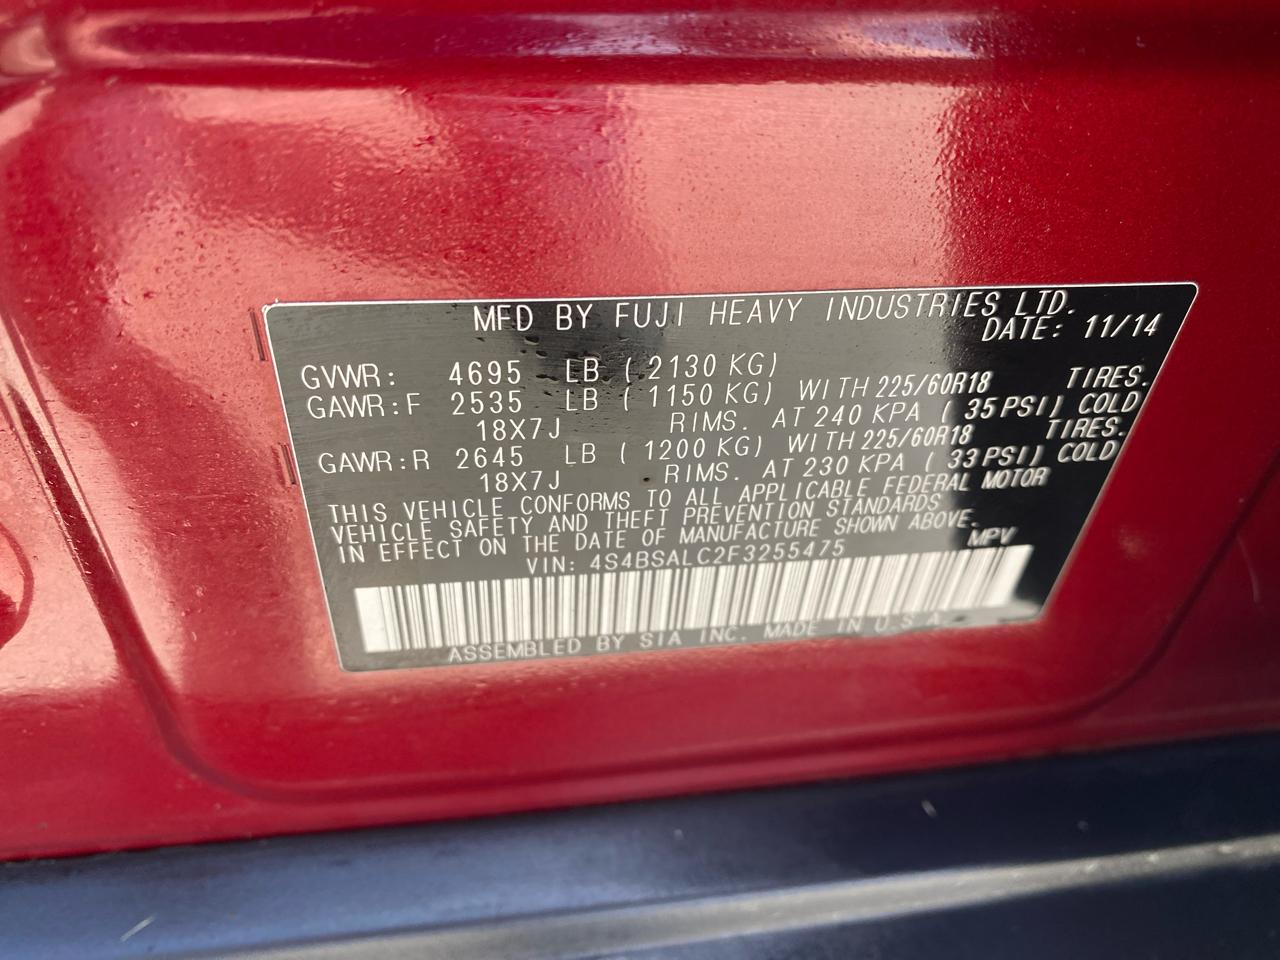 MFD BY FUJI HEAVY INDUSTRIES LTD.
DATE: 11/14
GVWR: 4695 LB ( 2130 KG)
GAWR:F 2535 LB ( 1150 KG) WITH 225/60R18 TIRES.
18X7J RIMS. AT 240 KPA ( 35 PSI) COLD
GAWR:R 2645 LB ( 1200 KG) WITH 225/60R18 TIRES.
18X7J RIMS. AT 230 KPA ( 33 PSI) COLD
THIS VEHICLE CONFORMS TO ALL APPLICABLE FEDERAL MOTOR
VEHICLE SAFETY AND THEFT PREVENTION STANDARDS
IN EFFECT ON THE DATE OF MANUFACTURE SHOWN ABOVE.
VIN: 4S4BSALC2F3255475 MPV
ASSEMBLED BY SIA INC. MADE IN U.S.A.